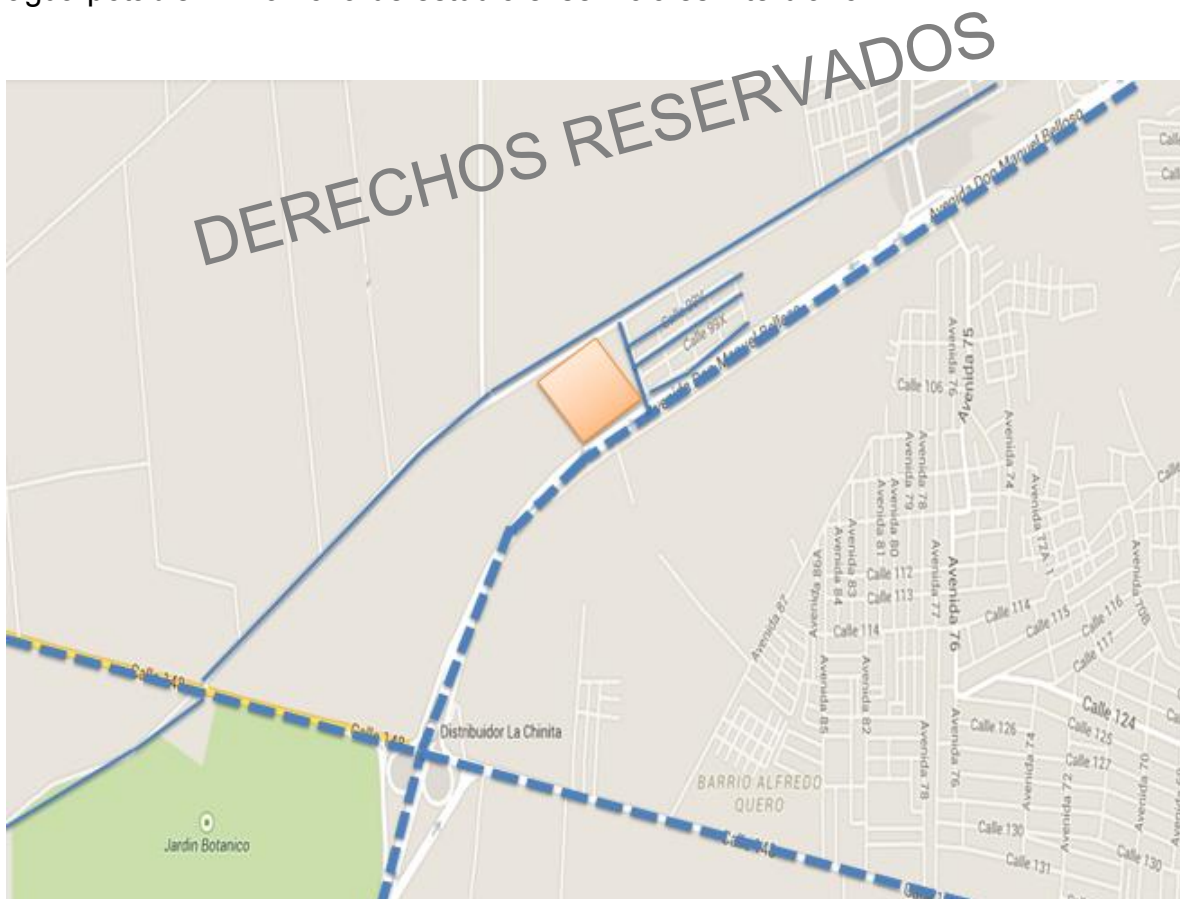 DERECHOS RESERVADOS
Avenida Don Manuel Belloso
Calle 99X
Avenida Don Manuel Belloso
Avenida 75
Avenida 76
Calle 106
Avenida 74
Avenida 78
Avenida 79
Avenida 80
Avenida 81
Avenida 72A-1
Avenida 83
Avenida 84
Avenida 86A
Avenida 77
Avenida 76
Avenida 70B
Calle 112
Calle 113
Calle 114
Calle 114
Calle 115
Calle 116
Calle 117
Avenida 87
Avenida 85
Avenida 82
Calle 148
Calle 148
Distribuidor La Chinita
Calle 124
Calle 125
Calle 126
Calle 127
Avenida 74
Avenida 76
Avenida 78
Avenida 72
Avenida 70
BARRIO ALFREDO
QUERO
Jardin Botanico
Calle 148
Calle 130
Calle 130
Calle 131